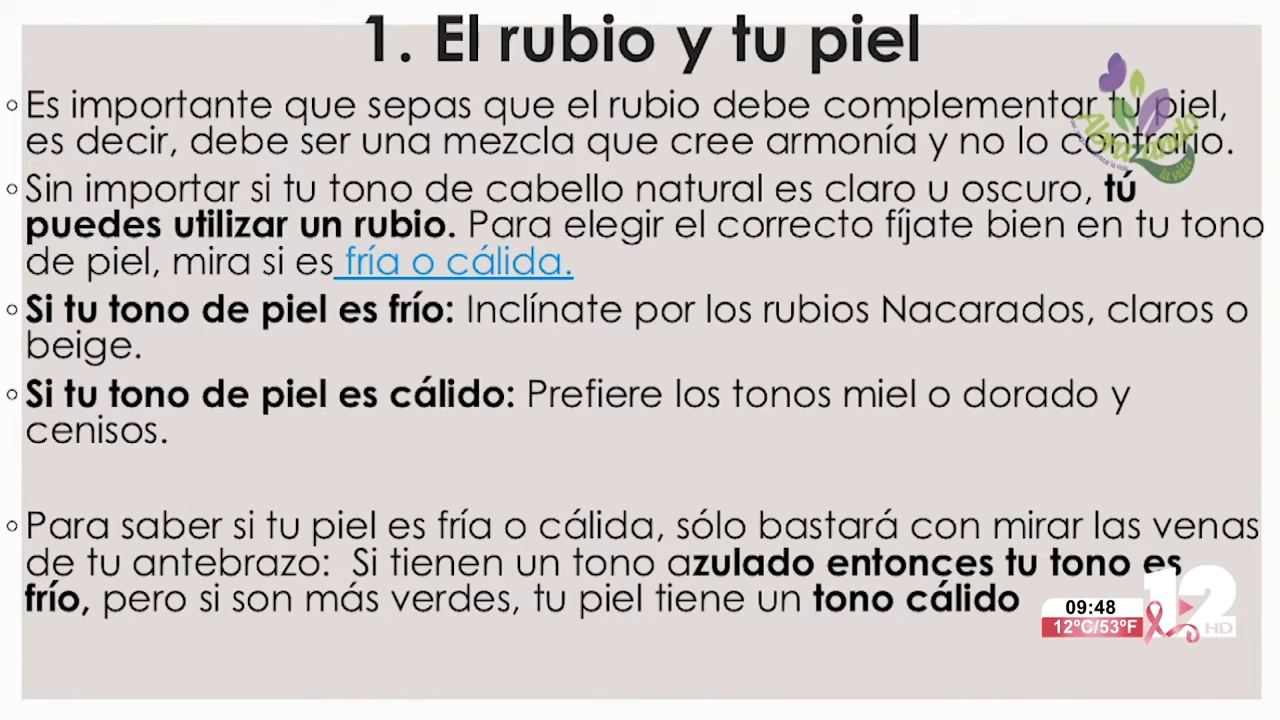 1. El rubio y tu piel
Es importante que sepas que el rubio debe complementar tu piel,
es decir, debe ser una mezcla que cree armonía y no lo contrario.
Sin importar si tu tono de cabello natural es claro u oscuro, tú
puedes utilizar un rubio. Para elegir el correcto fíjate bien en tu tono
de piel, mira si es fría o cálida.
Si tu tono de piel es frío: Inclínate por los rubios Nacarados, claros o
beige.
Si tu tono de piel es cálido: Prefiere los tonos miel o dorado y
cenisos.
Para saber si tu piel es fría o cálida, sólo bastará con mirar las venas
de tu antebrazo:  Si tienen un tono azulado entonces tu tono es
frío, pero si son más verdes, tu piel tiene un tono cálido
Abrazando
la vida
09:48
12ºC/53ºF
12
HD